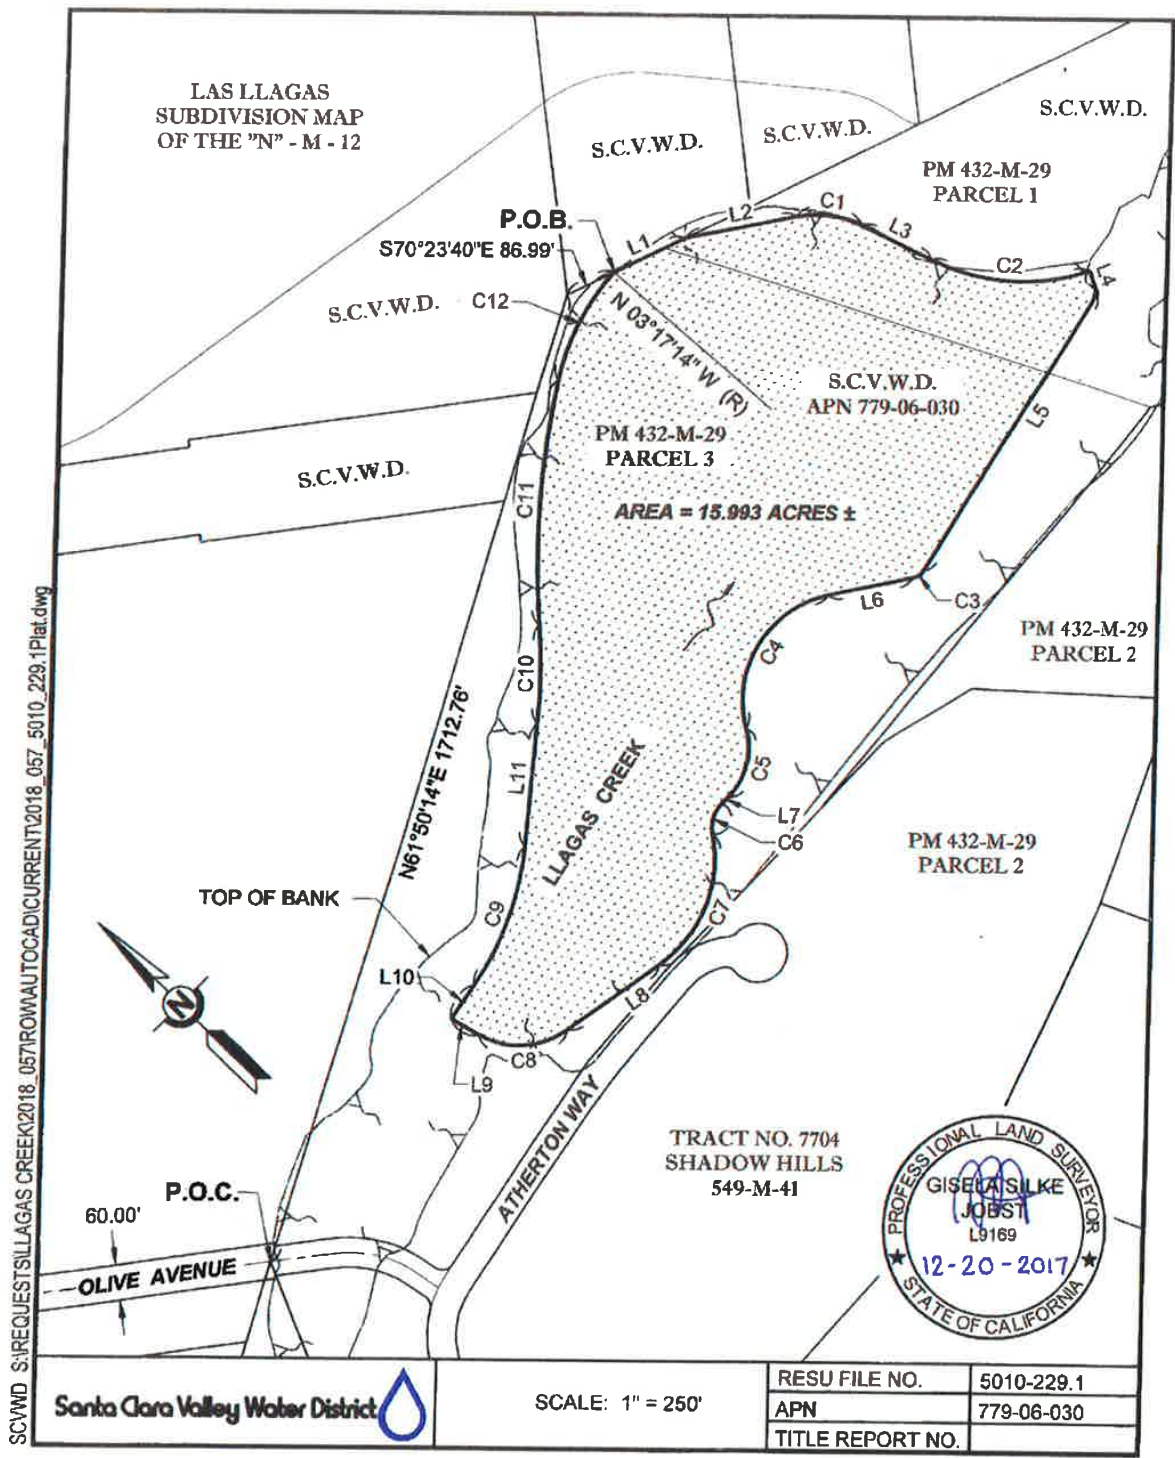 LAS LLAGAS
SUBDIVISION MAP
OF THE "N" - M - 12
S.C.V.W.D.
S.C.V.W.D.
S.C.V.W.D.
PM 432-M-29
PARCEL 1
P.O.B.
S70°23'40"E 86.99'
L1
L2
C1
L3
C2
L4
S.C.V.W.D.
C12
N 03°17'14" W (R)
S.C.V.W.D.
APN 779-06-030
L5
PM 432-M-29
PARCEL 3
S.C.V.W.D.
C11
AREA = 15.993 ACRES ±
L6
C3
PM 432-M-29
PARCEL 2
C4
C10
N61°50'14"E 1712.76'
L11
LLAGAS CREEK
C5
L7
C6
PM 432-M-29
PARCEL 2
TOP OF BANK
C9
C7
L10
N
L8
C8
L9
ATHERTON WAY
TRACT NO. 7704
SHADOW HILLS
549-M-41
P.O.C.
60.00'
OLIVE AVENUE
PROFESSIONAL LAND SURVEYOR
GISELA SILKE
JOBST
L9169
12-20-2017
STATE OF CALIFORNIA
SCVWD S:\REQUESTS\LLAGAS CREEK\2018_057\ROW\AUTOCAD\CURRENT\2018_057_5010_229.1Plat.dwg
Santa Clara Valley Water District
SCALE: 1" = 250'
RESU FILE NO. 5010-229.1
APN 779-06-030
TITLE REPORT NO.